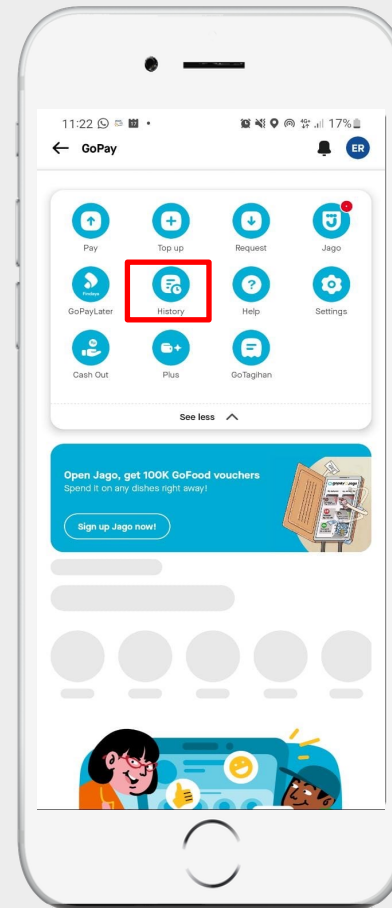 11:22
17%
GoPay
ER
Pay
Top up
Request
Jago
Findaya
GoPayLater
History
Help
Settings
Cash Out
Plus
GoTagihan
See less
Open Jago, get 100K GoFood vouchers
Spend it on any dishes right away!
Sign up Jago now!